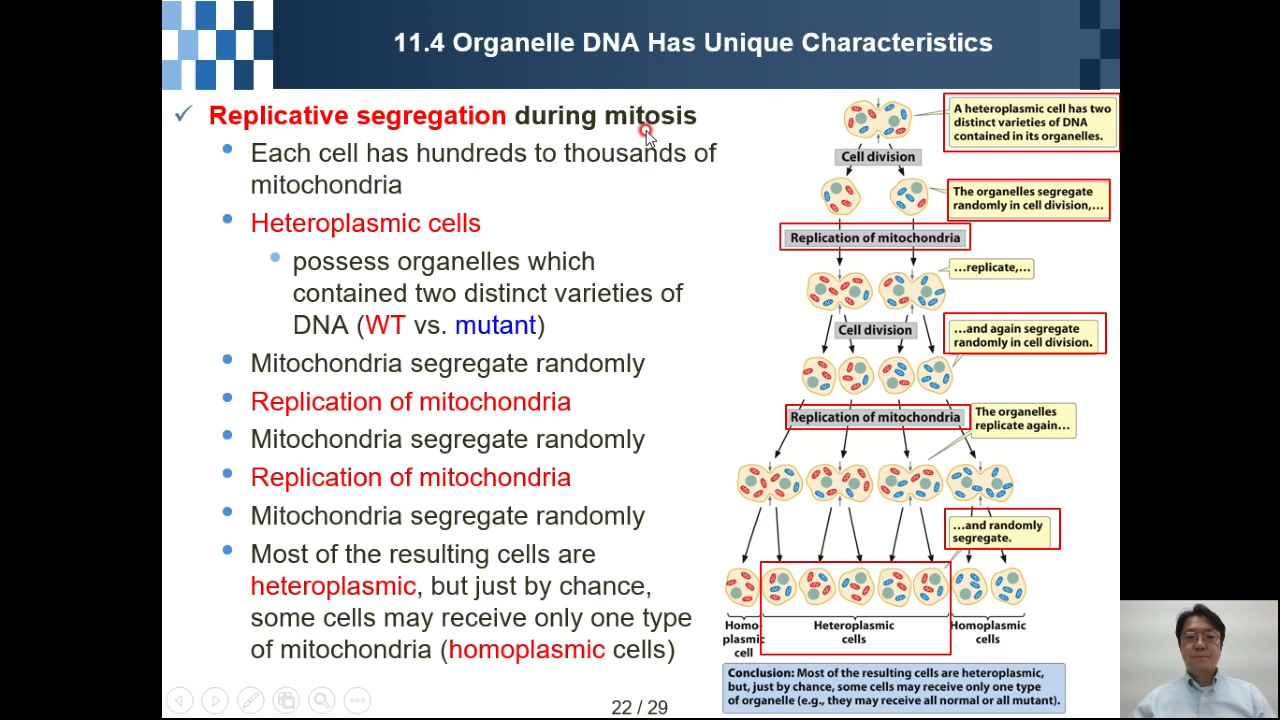 11.4 Organelle DNA Has Unique Characteristics
Replicative segregation during mitosis
Each cell has hundreds to thousands of
mitochondria
Heteroplasmic cells
possess organelles which
contained two distinct varieties of
DNA (WT vs. mutant)
Mitochondria segregate randomly
Replication of mitochondria
Mitochondria segregate randomly
Replication of mitochondria
Mitochondria segregate randomly
Most of the resulting cells are
heteroplasmic, but just by chance,
some cells may receive only one type
of mitochondria (homoplasmic cells)
A heteroplasmic cell has two
distinct varieties of DNA
contained in its organelles.
Cell division
The organelles segregate
randomly in cell division,...
Replication of mitochondria
...replicate,...
Cell division
...and again segregate
randomly in cell division.
Replication of mitochondria
The organelles
replicate again...
...and randomly
segregate.
Homo-
plasmic
cell
Heteroplasmic
cells
Homoplasmic
cells
Conclusion: Most of the resulting cells are heteroplasmic,
but, just by chance, some cells may receive only one type
of organelle (e.g., they may receive all normal or all mutant).
22 / 29